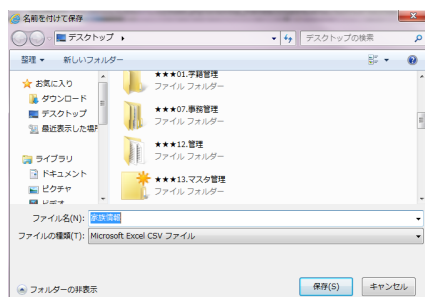 名前を付けて保存
デスクトップ
デスクトップの検索
整理 新しいフォルダー
お気に入り
ダウンロード
デスクトップ
最近表示した場所
ライブラリ
ドキュメント
ピクチャ
ビデオ
★★★01.学籍管理
ファイル フォルダー
★★★07.事務管理
ファイル フォルダー
★★★12.管理
ファイル フォルダー
★★★13.マスタ管理
ファイル フォルダー
ファイル名(N): 家族情報
ファイルの種類(T): Microsoft Excel CSV ファイル
フォルダーの非表示
保存(S) キャンセル